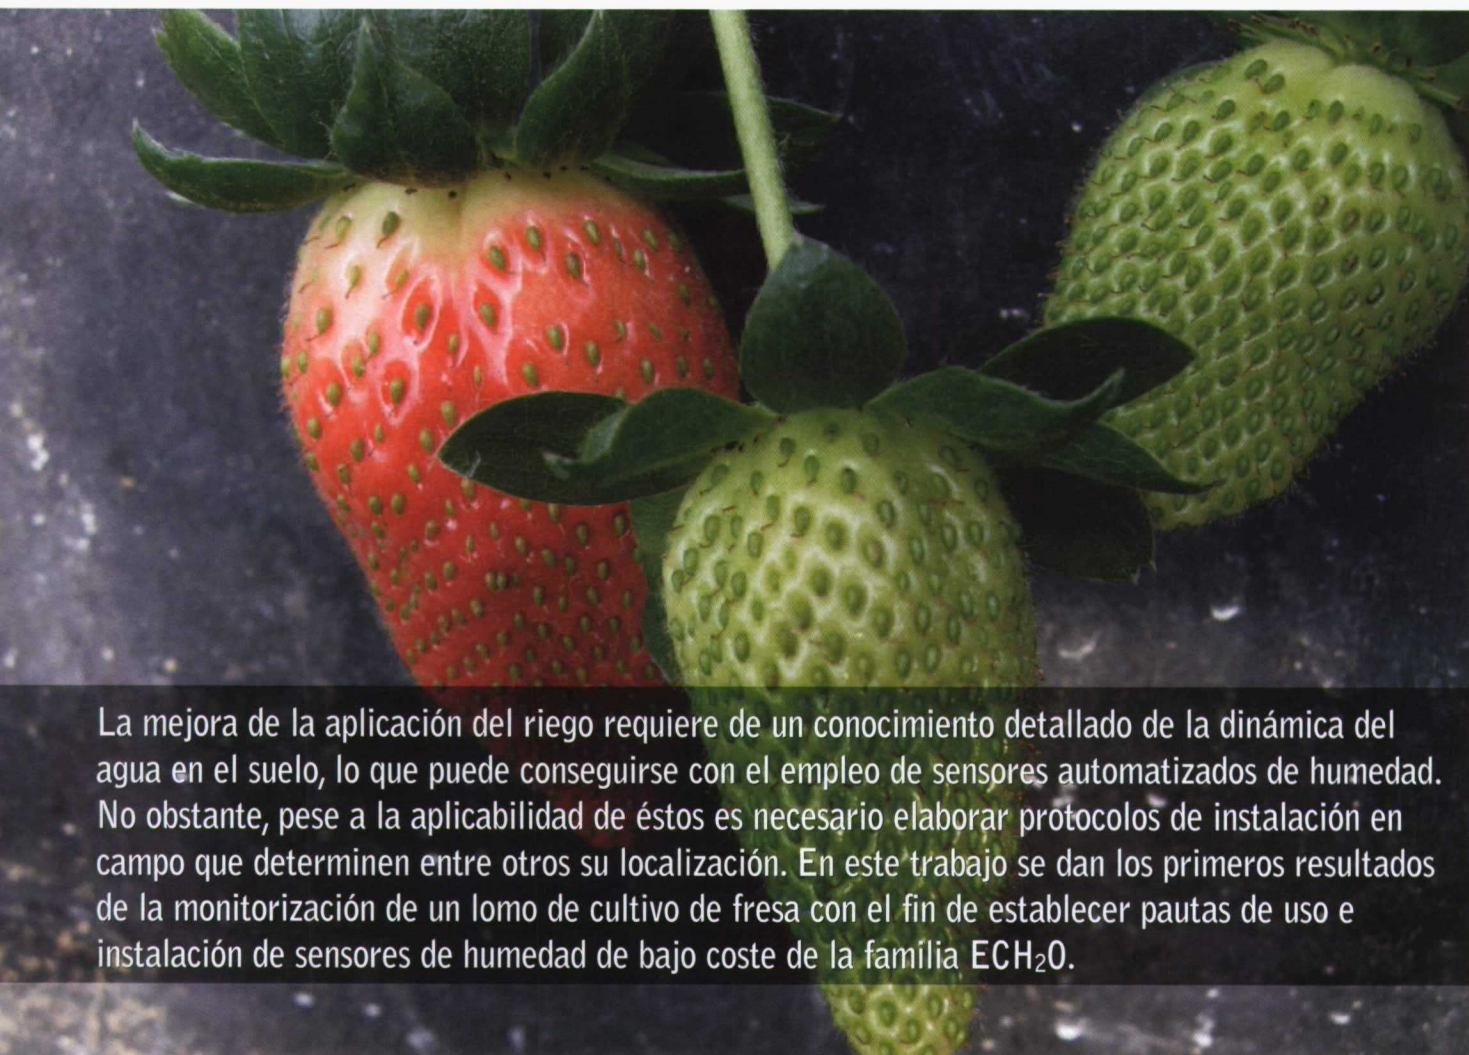 La mejora de la aplicación del riego requiere de un conocimiento detallado de la dinámica del
agua en el suelo, lo que puede conseguirse con el empleo de sensores automatizados de humedad.
No obstante, pese a la aplicabilidad de éstos es necesario elaborar protocolos de instalación en
campo que determinen entre otros su localización. En este trabajo se dan los primeros resultados
de la monitorización de un lomo de cultivo de fresa con el fin de establecer pautas de uso e
instalación de sensores de humedad de bajo coste de la familia ECH₂O.